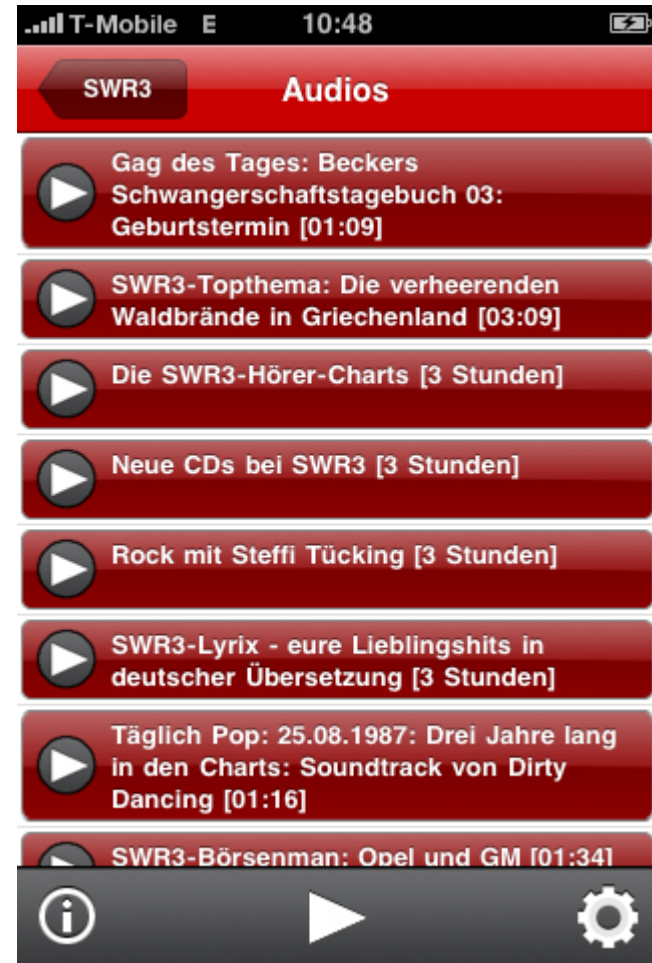 T-Mobile E 10:48
SWR3 Audios
Gag des Tages: Beckers
Schwangerschaftstagebuch 03:
Geburtstermin [01:09]
SWR3-Topthema: Die verheerenden
Waldbrände in Griechenland [03:09]
Die SWR3-Hörer-Charts [3 Stunden]
Neue CDs bei SWR3 [3 Stunden]
Rock mit Steffi Tücking [3 Stunden]
SWR3-Lyrix - eure Lieblingshits in
deutscher Übersetzung [3 Stunden]
Täglich Pop: 25.08.1987: Drei Jahre lang
in den Charts: Soundtrack von Dirty
Dancing [01:16]
SWR3-Börsenman: Opel und GM [01:34]